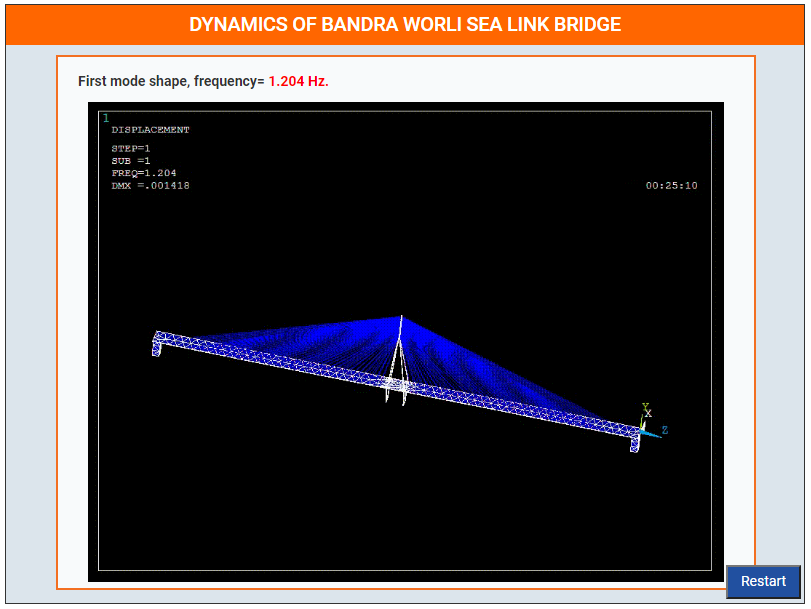 DYNAMICS OF BANDRA WORLI SEA LINK BRIDGE
First mode shape, frequency= 1.204 Hz.
1
DISPLACEMENT
STEP=1
SUB =1
FREQ=1.204
DMX =.001418
00:25:10
Y
X
Z
Restart